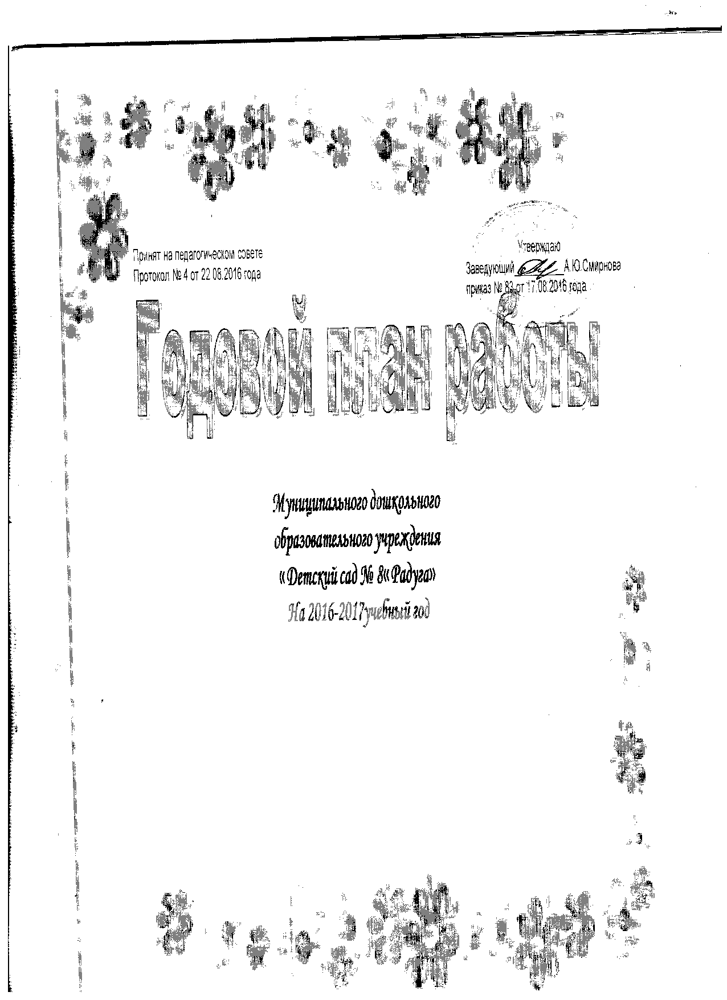 Принят на педагогическом совете
Протокол № 4 от 22.08.2016 года
Утверждаю
Заведующий А.Ю.Смирнова
приказ № 83 от 17.08.2016 года
Годовой план работы
Муниципального дошкольного
образовательного учреждения
«Детский сад № 8« Радуга»
На 2016-2017учебный год